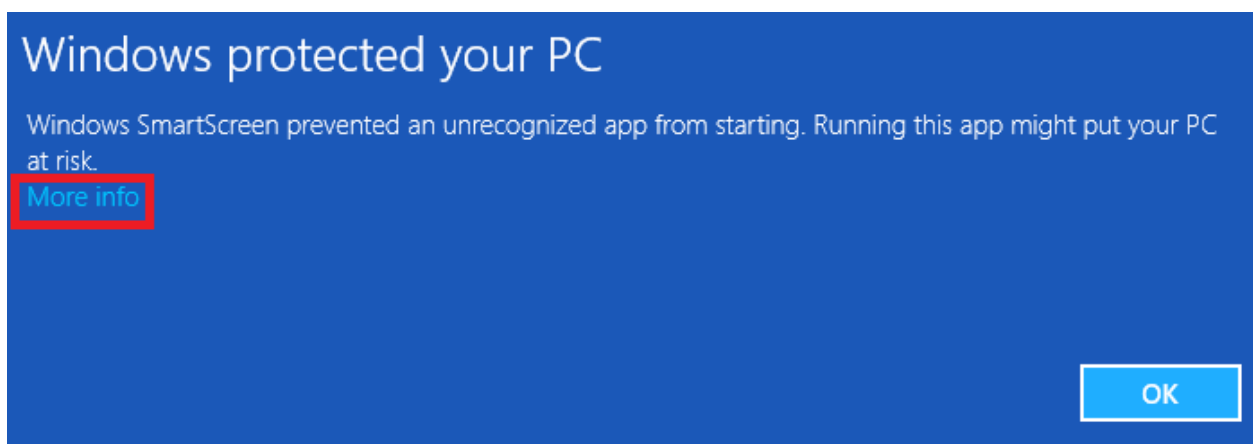 Windows protected your PC
Windows SmartScreen prevented an unrecognized app from starting. Running this app might put your PC
at risk.
More info
OK